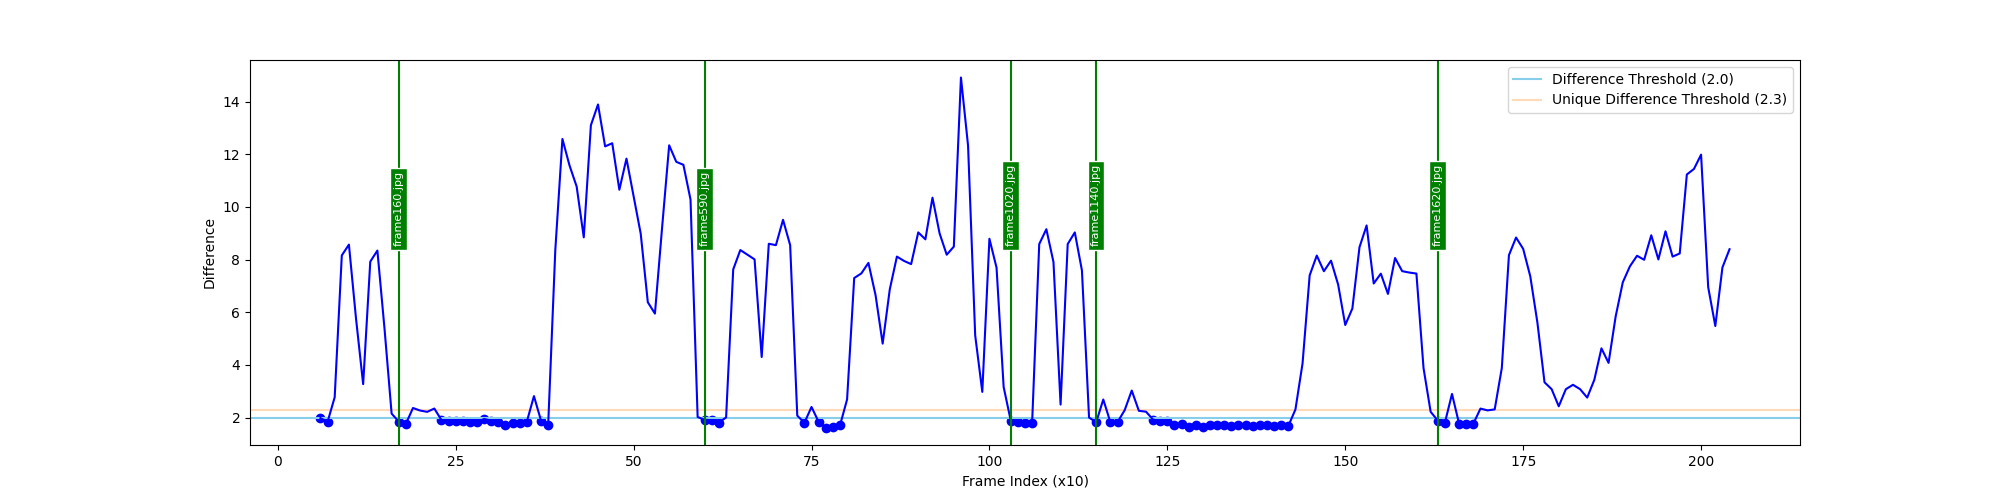 Difference Threshold (2.0)
Unique Difference Threshold (2.3)
14
12
10
8
6
4
2
Difference
frame160.jpg
frame590.jpg
frame1020.jpg
frame1140.jpg
frame1620.jpg
0
25
50
75
100
125
150
175
200
Frame Index (x10)